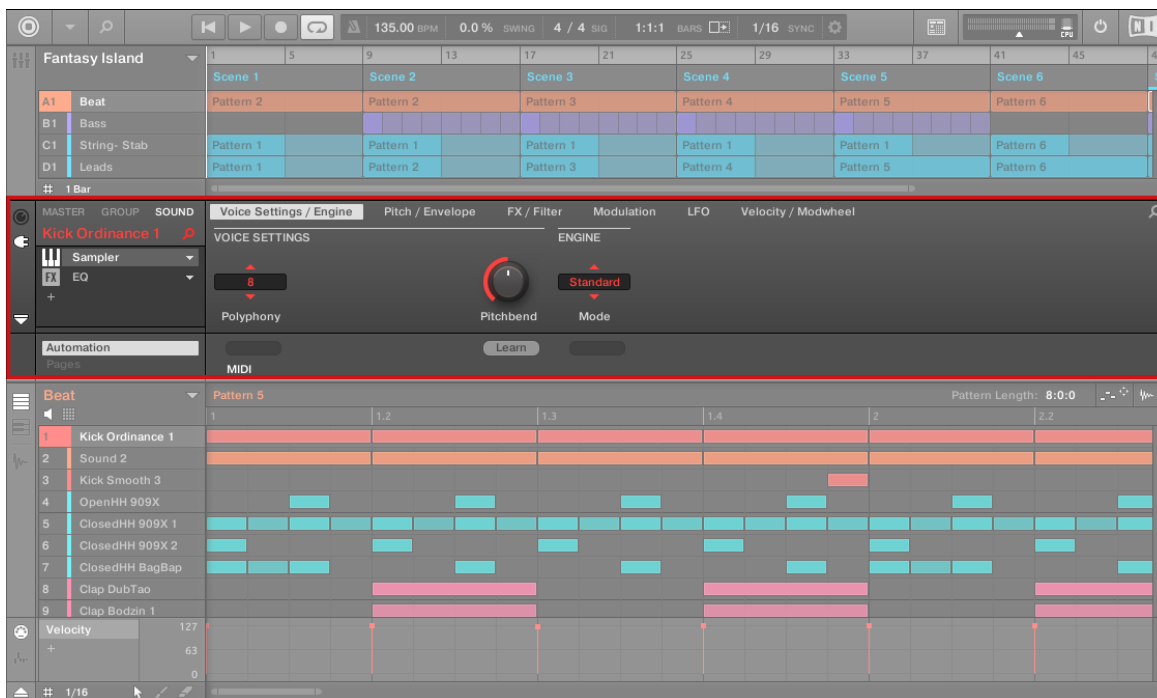 135.00 BPM 0.0 % SWING 4 / 4 SIG 1:1:1 BARS 1/16 SYNC CPU NI
Fantasy Island 1 5 9 13 17 21 25 29 33 37 41 45
Scene 1 Scene 2 Scene 3 Scene 4 Scene 5 Scene 6
A1 Beat Pattern 2 Pattern 2 Pattern 3 Pattern 4 Pattern 5 Pattern 6
B1 Bass
C1 String- Stab Pattern 1 Pattern 1 Pattern 1 Pattern 1 Pattern 1 Pattern 6
D1 Leads Pattern 1 Pattern 2 Pattern 3 Pattern 4 Pattern 5 Pattern 6
# 1 Bar
MASTER GROUP SOUND Voice Settings / Engine Pitch / Envelope FX / Filter Modulation LFO Velocity / Modwheel
Kick Ordinance 1 VOICE SETTINGS ENGINE
Sampler
FX EQ 8 Standard
+
Polyphony Pitchbend Mode
Automation Learn
Pages MIDI
Beat Pattern 5 Pattern Length: 8:0:0
1 1.2 1.3 1.4 2 2.2
1 Kick Ordinance 1
2 Sound 2
3 Kick Smooth 3
4 OpenHH 909X
5 ClosedHH 909X 1
6 ClosedHH 909X 2
7 ClosedHH BagBap
8 Clap DubTao
9 Clap Bodzin 1
Velocity 127
+ 63
0
# 1/16